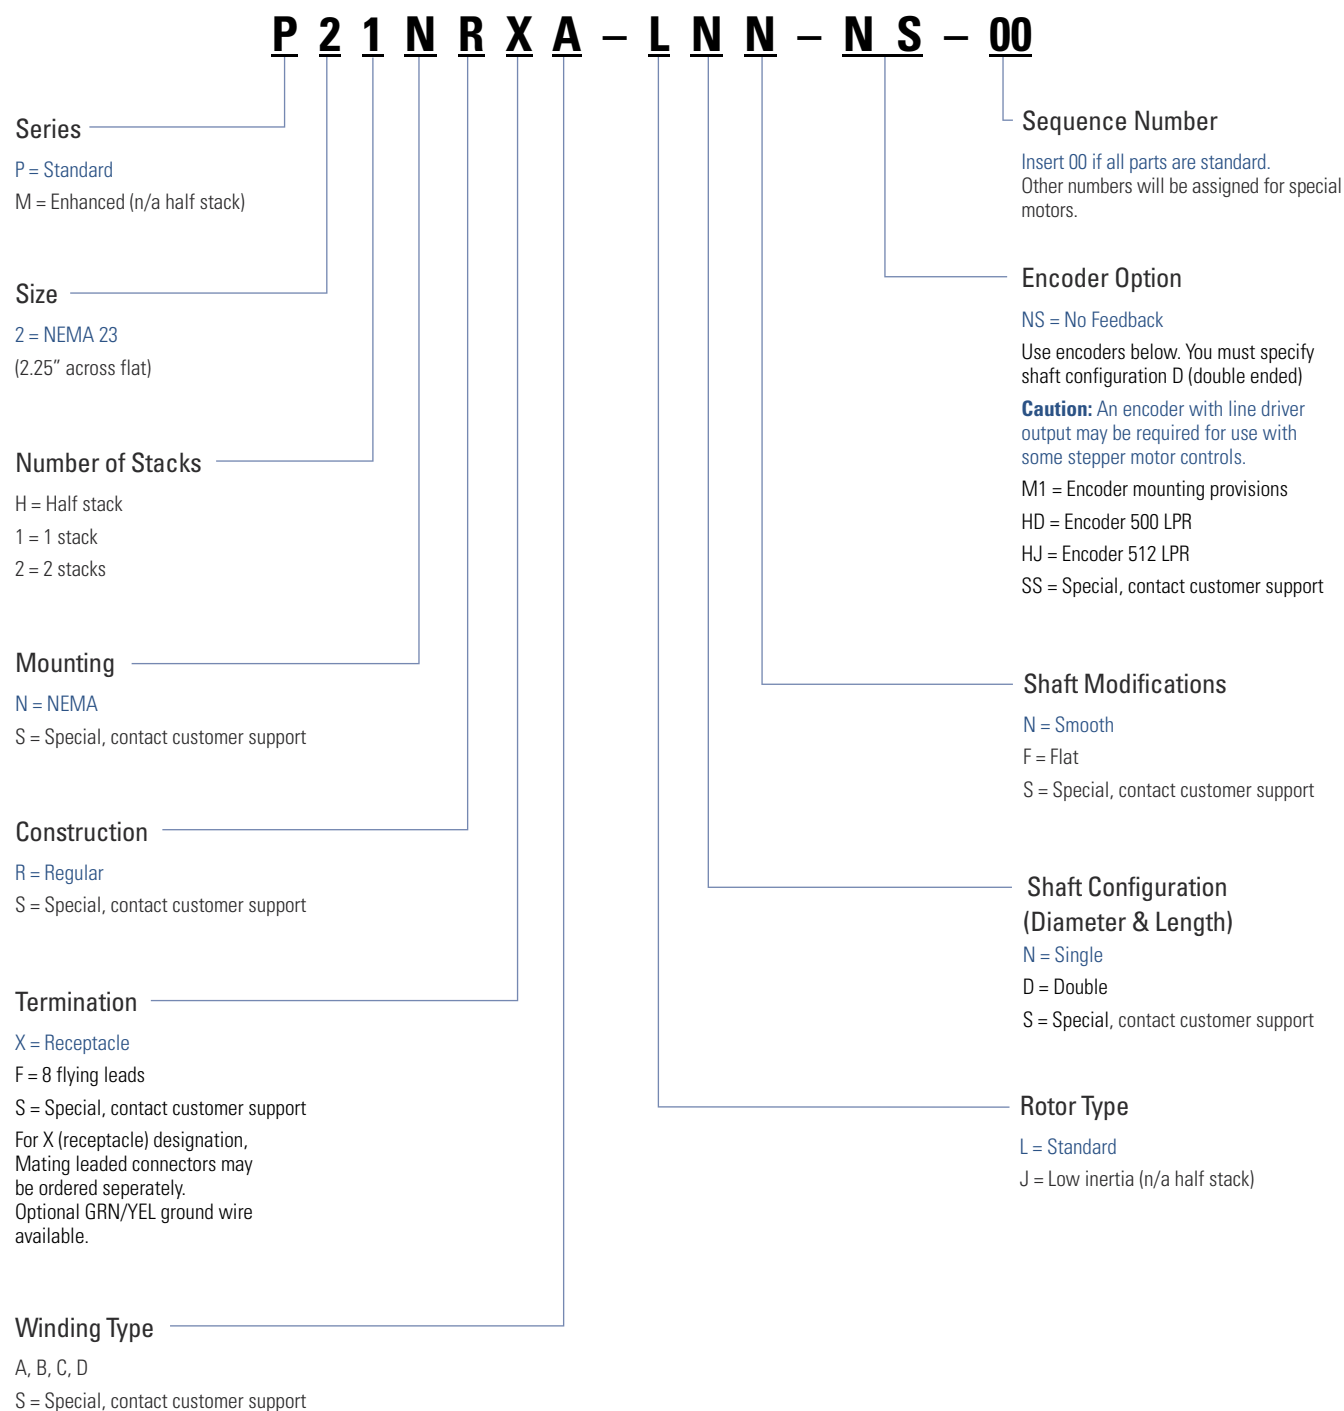 P 2 1 N R X A – L N N – N S – 00
Series
P = Standard
M = Enhanced (n/a half stack)
Size
2 = NEMA 23
(2.25” across flat)
Number of Stacks
H = Half stack
1 = 1 stack
2 = 2 stacks
Mounting
N = NEMA
S = Special, contact customer support
Construction
R = Regular
S = Special, contact customer support
Termination
X = Receptacle
F = 8 flying leads
S = Special, contact customer support
For X (receptacle) designation,
Mating leaded connectors may
be ordered seperately.
Optional GRN/YEL ground wire
available.
Winding Type
A, B, C, D
S = Special, contact customer support
Sequence Number
Insert 00 if all parts are standard.
Other numbers will be assigned for special
motors.
Encoder Option
NS = No Feedback
Use encoders below. You must specify
shaft configuration D (double ended)
Caution: An encoder with line driver
output may be required for use with
some stepper motor controls.
M1 = Encoder mounting provisions
HD = Encoder 500 LPR
HJ = Encoder 512 LPR
SS = Special, contact customer support
Shaft Modifications
N = Smooth
F = Flat
S = Special, contact customer support
Shaft Configuration
(Diameter & Length)
N = Single
D = Double
S = Special, contact customer support
Rotor Type
L = Standard
J = Low inertia (n/a half stack)